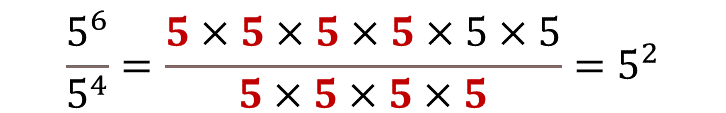 5⁶/5⁴ = (5 × 5 × 5 × 5 × 5 × 5)/(5 × 5 × 5 × 5) = 5²